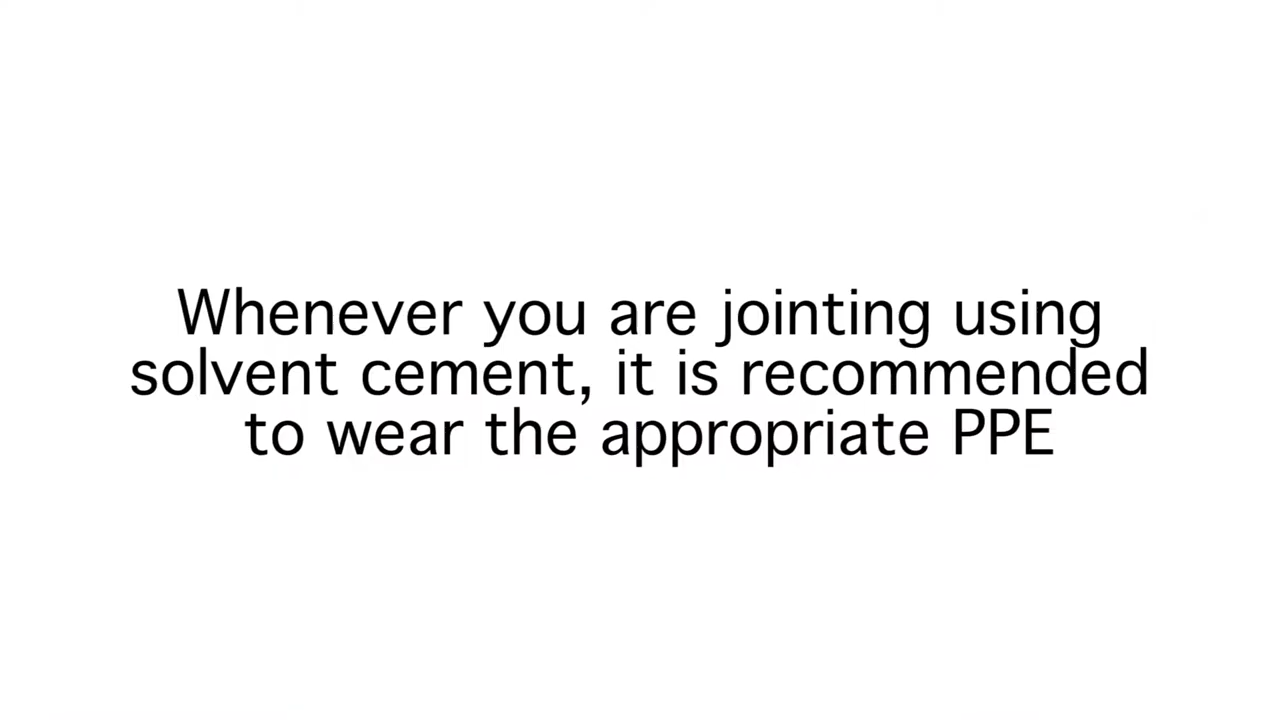 Whenever you are jointing using
solvent cement, it is recommended
to wear the appropriate PPE